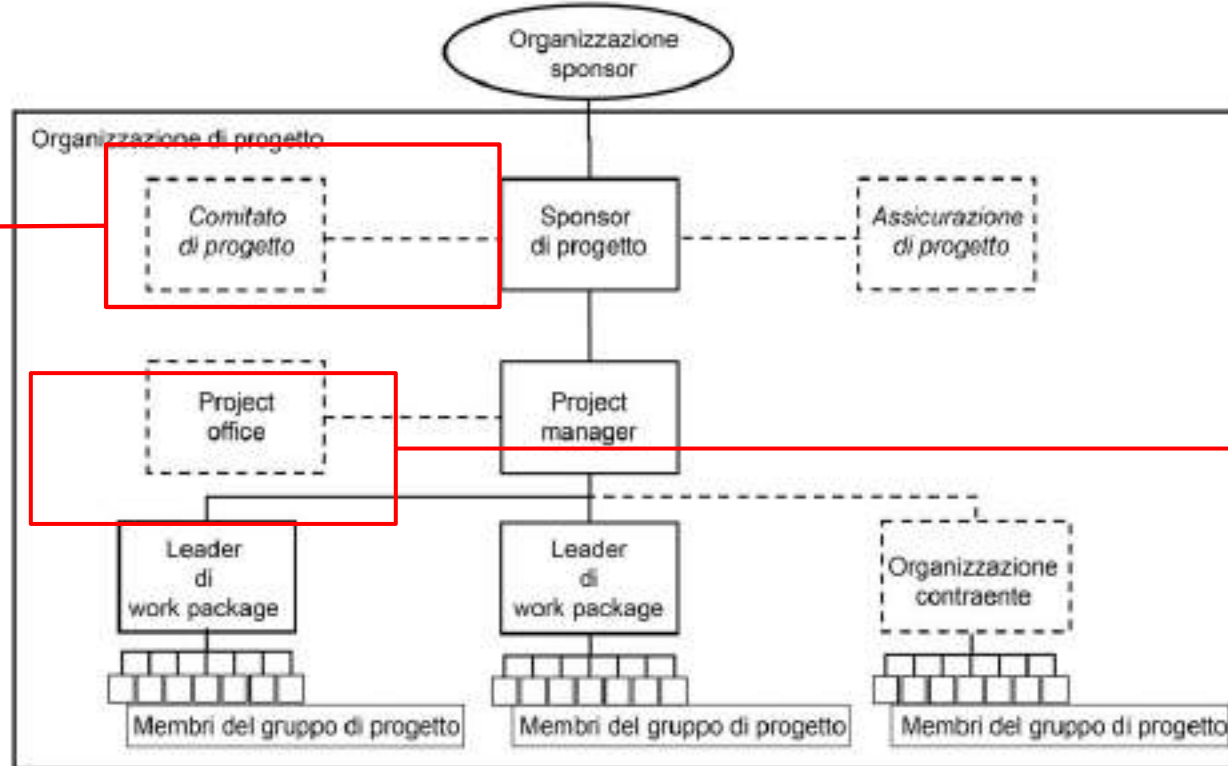 Organizzazione
sponsor
Organizzazione di progetto
Comitato
di progetto
Sponsor
di progetto
Assicurazione
di progetto
Project
office
Project
manager
Leader
di
work package
Leader
di
work package
Organizzazione
contraente
Membri del gruppo di progetto
Membri del gruppo di progetto
Membri del gruppo di progetto